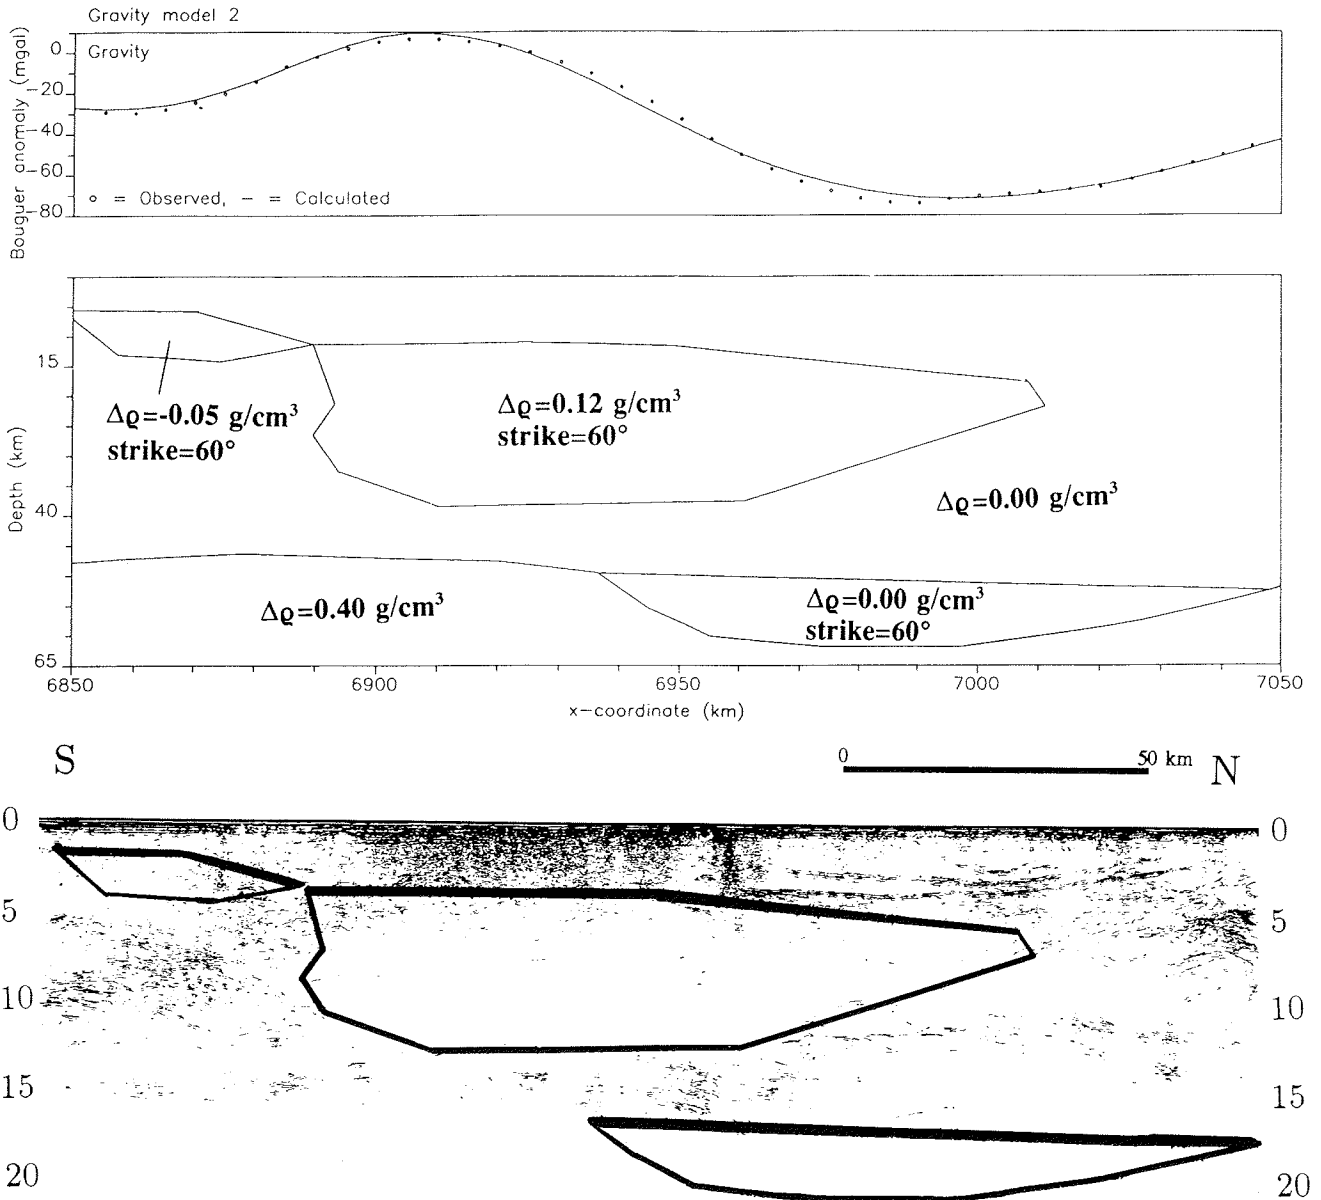 Gravity model 2
Gravity
Bouguer anomaly (mgal)
0
-20
-40
-60
-80
o = Observed, — = Calculated
Depth (km)
15
40
65
Δϱ=-0.05 g/cm³
strike=60°
Δϱ=0.12 g/cm³
strike=60°
Δϱ=0.00 g/cm³
Δϱ=0.40 g/cm³
Δϱ=0.00 g/cm³
strike=60°
6850 6900 6950 7000 7050
x-coordinate (km)
S
0 50 km N
0 0
5 5
10 10
15 15
20 20